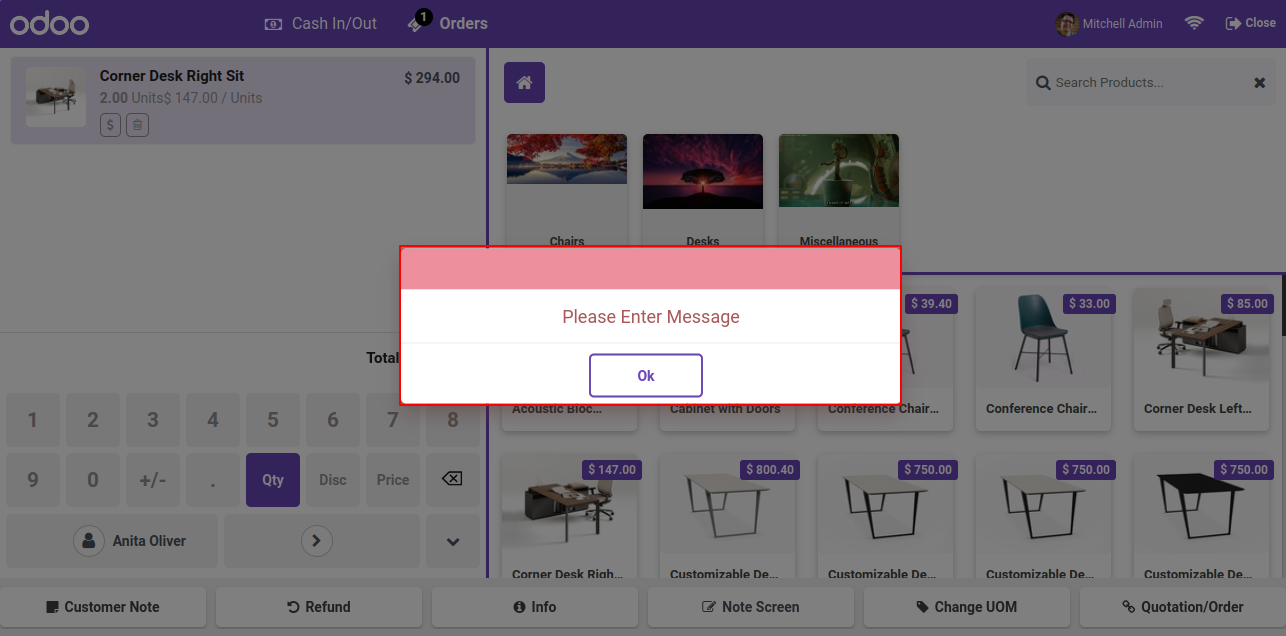 odoo
Cash In/Out
1
Orders
Mitchell Admin
Close
Corner Desk Right Sit
$ 294.00
2.00 Units$ 147.00 / Units
$
Search Products...
Chairs
Desks
Miscellaneous
Please Enter Message
Ok
$ 39.40
$ 33.00
$ 85.00
Acoustic Bloc...
Cabinet with Doors
Conference Chair...
Conference Chair...
Corner Desk Left...
Total
1
2
3
4
5
6
7
8
9
0
+/-
.
Qty
Disc
Price
Anita Oliver
$ 147.00
$ 800.40
$ 750.00
$ 750.00
$ 750.00
Corner Desk Righ...
Customizable De...
Customizable De...
Customizable De...
Customizable De...
Customer Note
Refund
Info
Note Screen
Change UOM
Quotation/Order